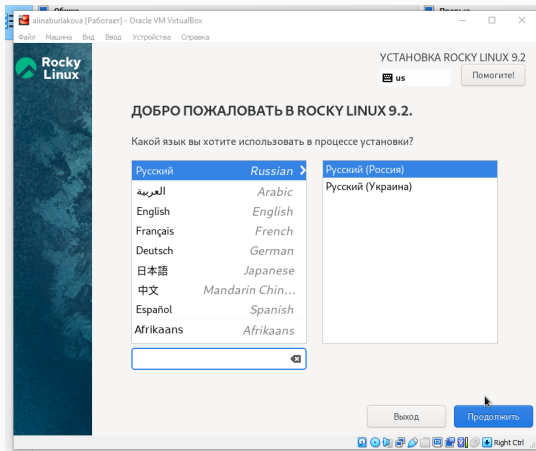 Общие
Превью
alinaburlakova [Работает] - Oracle VM VirtualBox
Файл Машина Вид Ввод Устройства Справка
Rocky
Linux
УСТАНОВКА ROCKY LINUX 9.2
us
Помогите!
ДОБРО ПОЖАЛОВАТЬ В ROCKY LINUX 9.2.
Какой язык вы хотите использовать в процессе установки?
Русский Russian
Русский (Россия)
العربية Arabic
Русский (Украина)
English English
Français French
Deutsch German
日本語 Japanese
中文 Mandarin Chin...
Español Spanish
Afrikaans Afrikaans
Выход
Продолжить
Right Ctrl